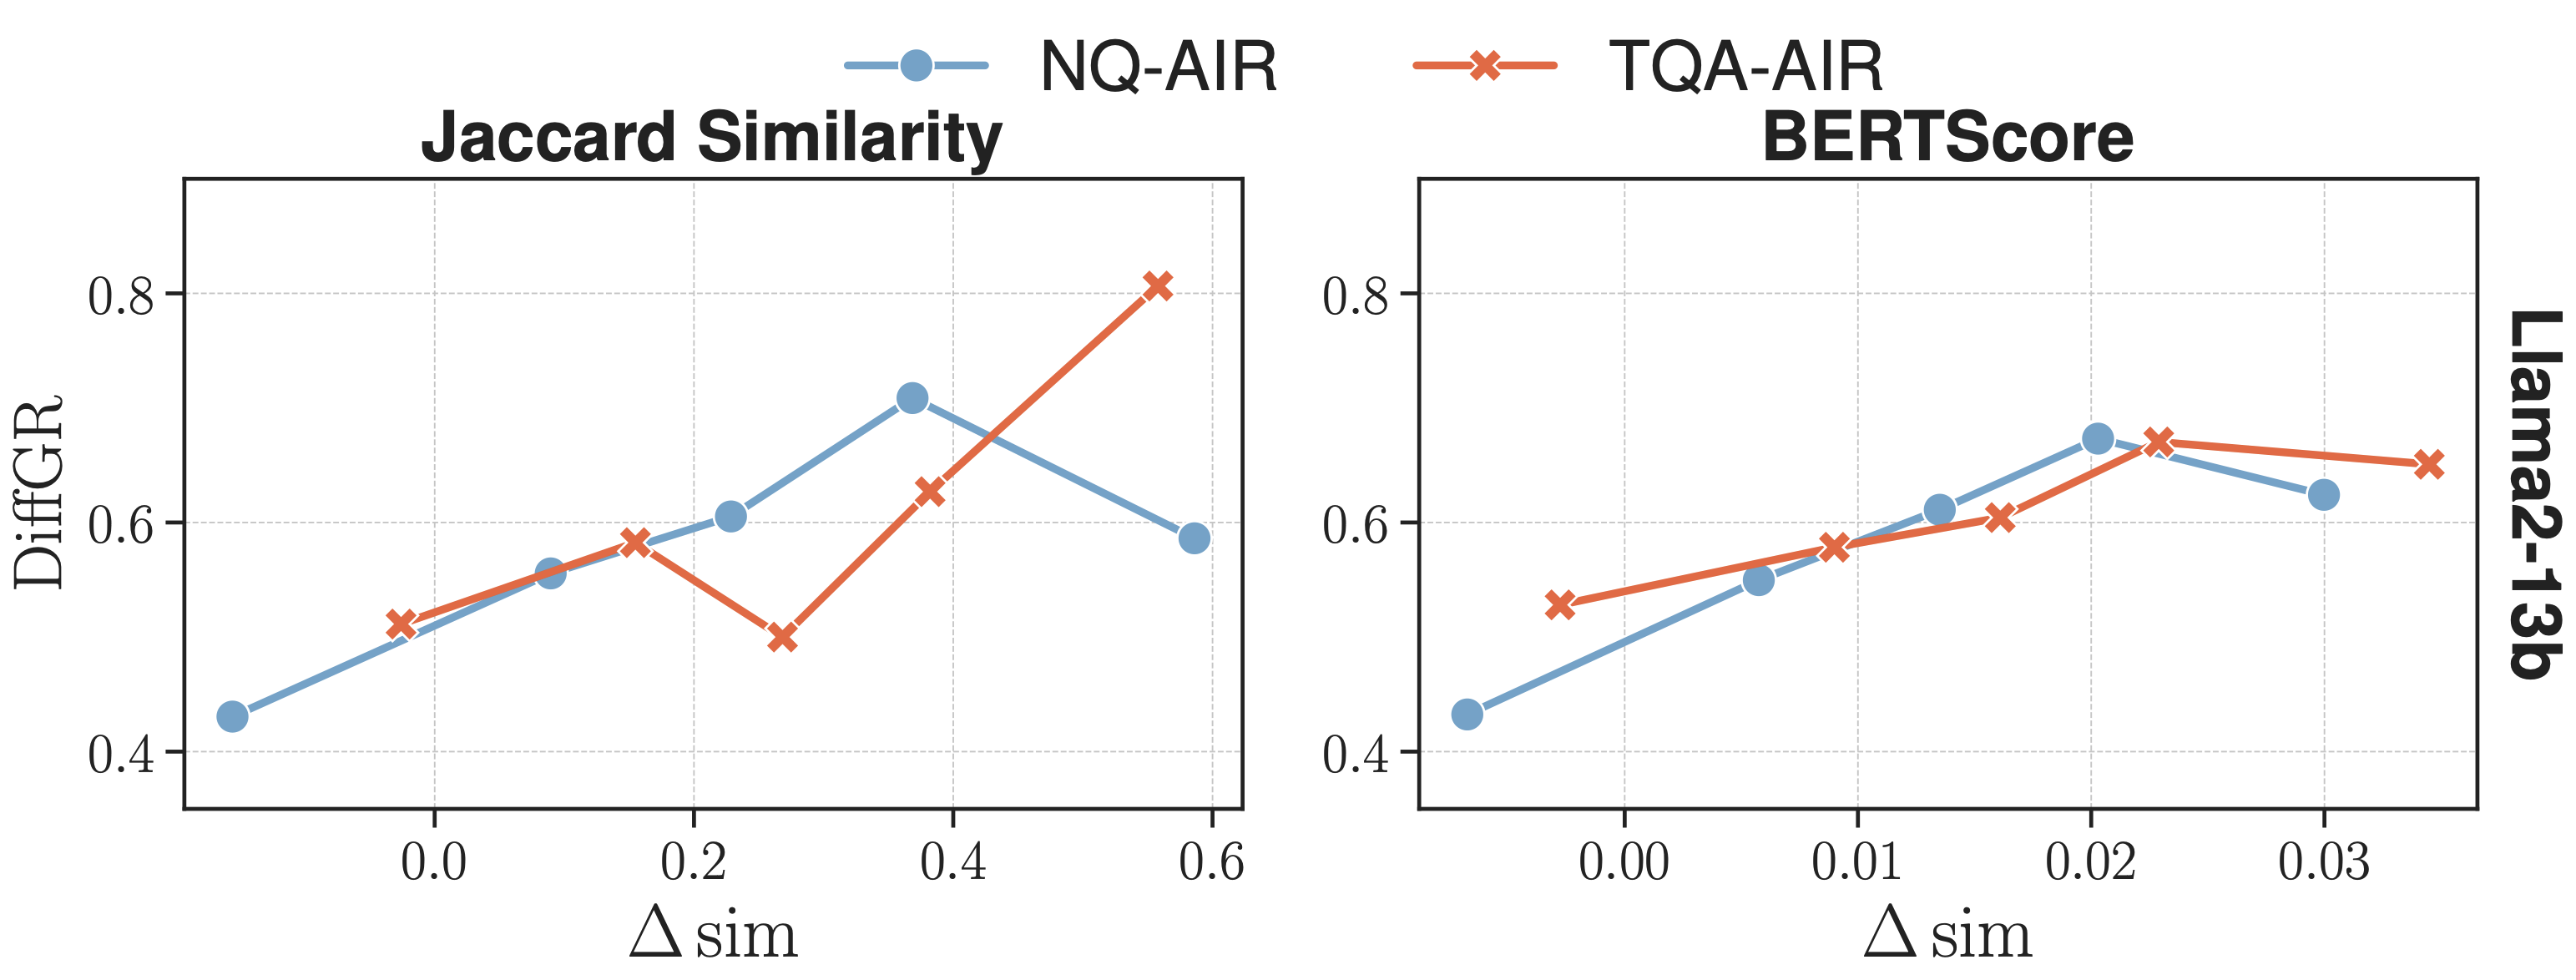 NQ-AIR TQA-AIR
Jaccard Similarity BERTScore
DiffGR
0.8
0.6
0.4
0.0 0.2 0.4 0.6
Δ sim
0.8
0.6
0.4
0.00 0.01 0.02 0.03
Δ sim
Llama2-13b